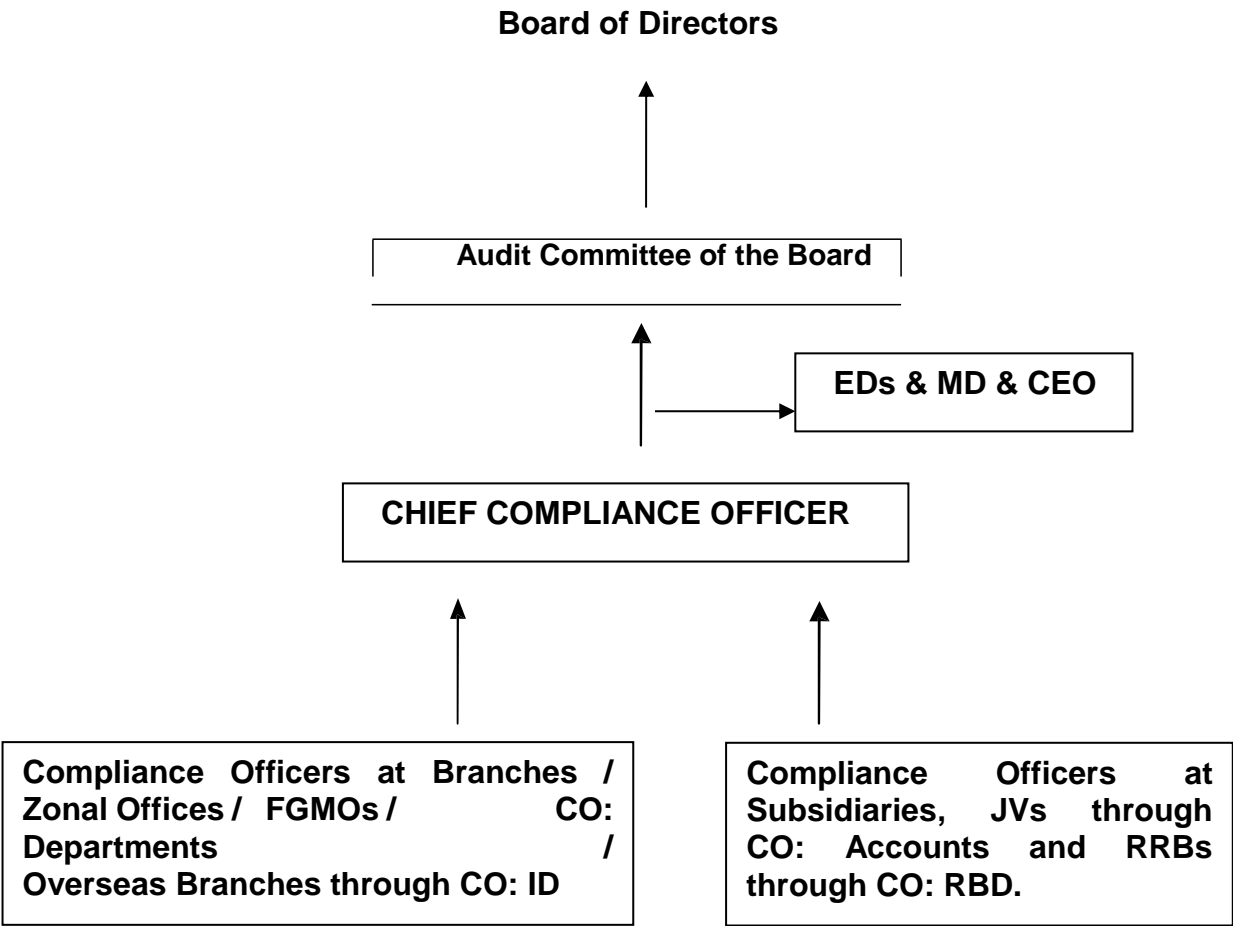 Board of Directors
Audit Committee of the Board
EDs & MD & CEO
CHIEF COMPLIANCE OFFICER
Compliance Officers at Branches /
Zonal Offices / FGMOs / CO:
Departments /
Overseas Branches through CO: ID
Compliance Officers at
Subsidiaries, JVs through
CO: Accounts and RRBs
through CO: RBD.